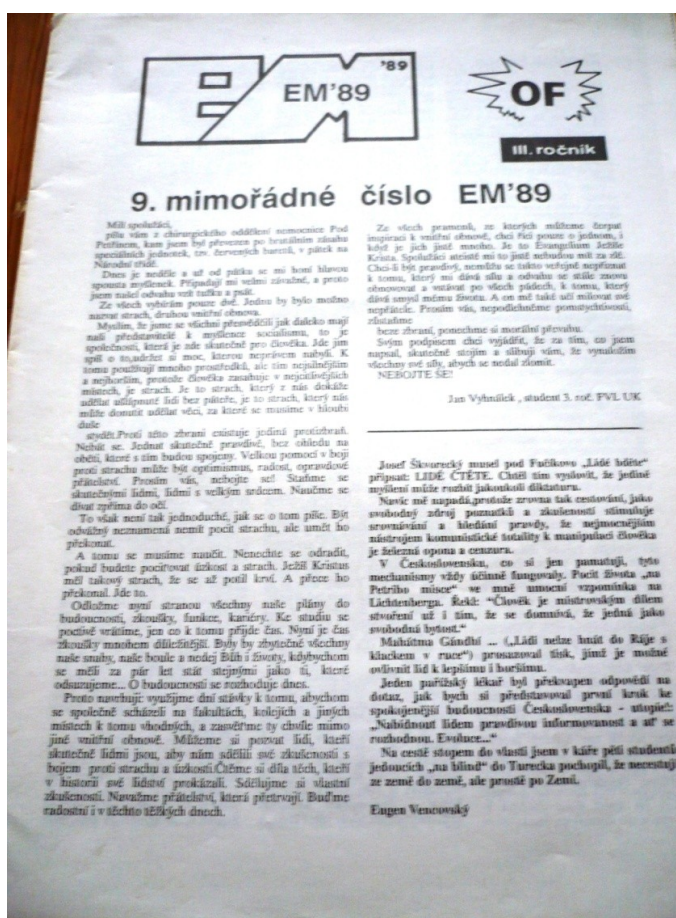 EM '89
EM'89
OF
III. ročník
9. mimořádné číslo EM'89
Milí spolužáci,
píšu vám z chirurgického oddělení nemocnice Pod
Petřínem, kam jsem byl převezen po brutálním zásahu
speciálních jednotek, tzv. červených baretů, v pátek na
Národní třídě.
Dnes je neděle a už od pátku se mi honí hlavou
spousta myšlenek. Připadají mi velmi závažné, a proto
jsem našel odvahu vzít tužku a psát.
Ze všech vybírám pouze dvě. Jednu by bylo možno
nazvat strach, druhou vnitřní obnova.
Myslím, že jsme se všichni přesvědčili jak daleko mají
naši představitelé k myšlence socialismu, to je
společnosti, která je zde skutečně pro člověka. Jde jim
spíš o to,udržet si moc, kterou neprávem nabyli. K
tomu používají mnoho prostředků, ale tím nejsilnějším
a nejhorším, protože člověka zasahuje v nejcitlivějších
místech, je strach. Je to strach, který z nás dokáže
udělat ušlápnuté lidi bez páteře, je to strach, který nás
může donutit udělat věci, za které se musíme v hloubi
duše
stydět.Proti této zbrani existuje jediná protizbraň.
Nebát se. Jednat skutečně pravdivě, bez ohledu na
oběti, které s tím budou spojeny. Velkou pomocí v boji
proti strachu může být optimismus, radost, opravdové
přátelství. Prosím vás, nebojte se! Staňme se
skutečnými lidmi, lidmi s velkým srdcem. Naučme se
dívat zpříma do očí.
To však není tak jednoduché, jak se o tom píše. Být
odvážný neznamená nemít pocit strachu, ale umět ho
překonat.
A tomu se musíme naučit. Nenechte se odradit,
pokud budete pociťovat úzkost a strach. Ježíš Kristus
měl takový strach, že se až potil krví. A přece ho
překonal. Jde to.
Odložme nyní stranou všechny naše plány do
budoucnosti, zkoušky, funkce, kariéry. Ke studiu se
poctivě vrátíme, jen co k tomu přijde čas. Nyní je čas
zkoušky mnohem důležitější. Byly by zbytečné všechny
naše snahy, naše boule a nedej Bůh i životy, kdybychom
se měli za pár let stát stejnými jako ti, které
odsuzujeme... O budoucnosti se rozhoduje dnes.
Proto navrhuji: využijme dní stávky k tomu, abychom
se společně scházeli na fakultách, kolejích a jiných
místech k tomu vhodných, a zasvěťme ty chvíle mimo
jiné vnitřní obnově. Můžeme si pozvat lidi, kteří
skutečně lidmi jsou, aby nám sdělili své zkušenosti s
bojem proti strachu a úzkosti.Čtěme si díla těch, kteří
v historii své lidství prokázali. Sdělujme si vlastní
zkušenosti. Navažme přátelství, která přetrvají. Buďme
radostní i v těchto těžkých dnech.
Ze všech pramenů, ze kterých můžeme čerpat
inspiraci k vnitřní obnově, chci říci pouze o jednom, i
když je jich jistě mnoho. Je to Evangelium Ježíše
Krista. Spolužáci ateisté mi to jistě nebudou mít za zlé.
Chci-li být pravdivý, nemůžu se takto veřejně nepřiznat
k tomu, který mi dává sílu a odvahu se stále znovu
obnovovat a vstávat po všech pádech, k tomu, který
dává smysl mému životu. A on mě také učí milovat své
nepřátele. Prosím vás, nepodlehněme pomstychtivosti,
zůstaňme
beze zbraní, ponechme si morální převahu.
Svým podpisem chci vyjádřit, že za tím, co jsem
napsal, skutečně stojím a slibuji vám, že vynaložím
všechny své síly, abych se nedal zlomit.
NEBOJTE SE!
Jan Vyhnálek , student 3. roč. FVL UK
Josef Škvorecký musel pod Fučíkovo „Lidé bděte"
připsat: LIDÉ ČTĚTE. Chtěl tím vyslovit, že jedině
myšlení může rozbít jakoukoli diktaturu.
Navíc mě napadá,protože zrovna tak cestování, jako
svobodný zdroj poznatků a zkušeností stimuluje
srovnávání a hledání pravdy, že nejmocnějším
nástrojem komunistické totality k manipulaci člověka
je železná opona a cenzura.
V Československu, co si jen pamatuji, tyto
mechanismy vždy účinně fungovaly. Pocit života „na
Petriho misce" ve mně umocní vzpomínka na
Lichtenberga. Řekl: "Člověk je mistrovským dílem
stvoření už i tím, že se domnívá, že jedná jako
svobodná bytost."
Mahátma Gándhí ... („Lidi nelze hnát do Ráje s
klackem v ruce") prosazoval tisk, jímž je možné
ovlivnit lid k lepšímu i horšímu.
Jeden pařížský lékař byl překvapen odpovědí na
dotaz, jak bych si představoval první krok ke
spokojenější budoucnosti Československa - utopie:
„Nabídnout lidem pravdivou informovanost a ať se
rozhodnou. Evoluce..."
Na cestě stopem do vlasti jsem v káře pěti studentů
jedoucích „na blind" do Turecka pochopil, že necestují
ze země do země, ale prostě po Zemi.
Eugen Vencovský